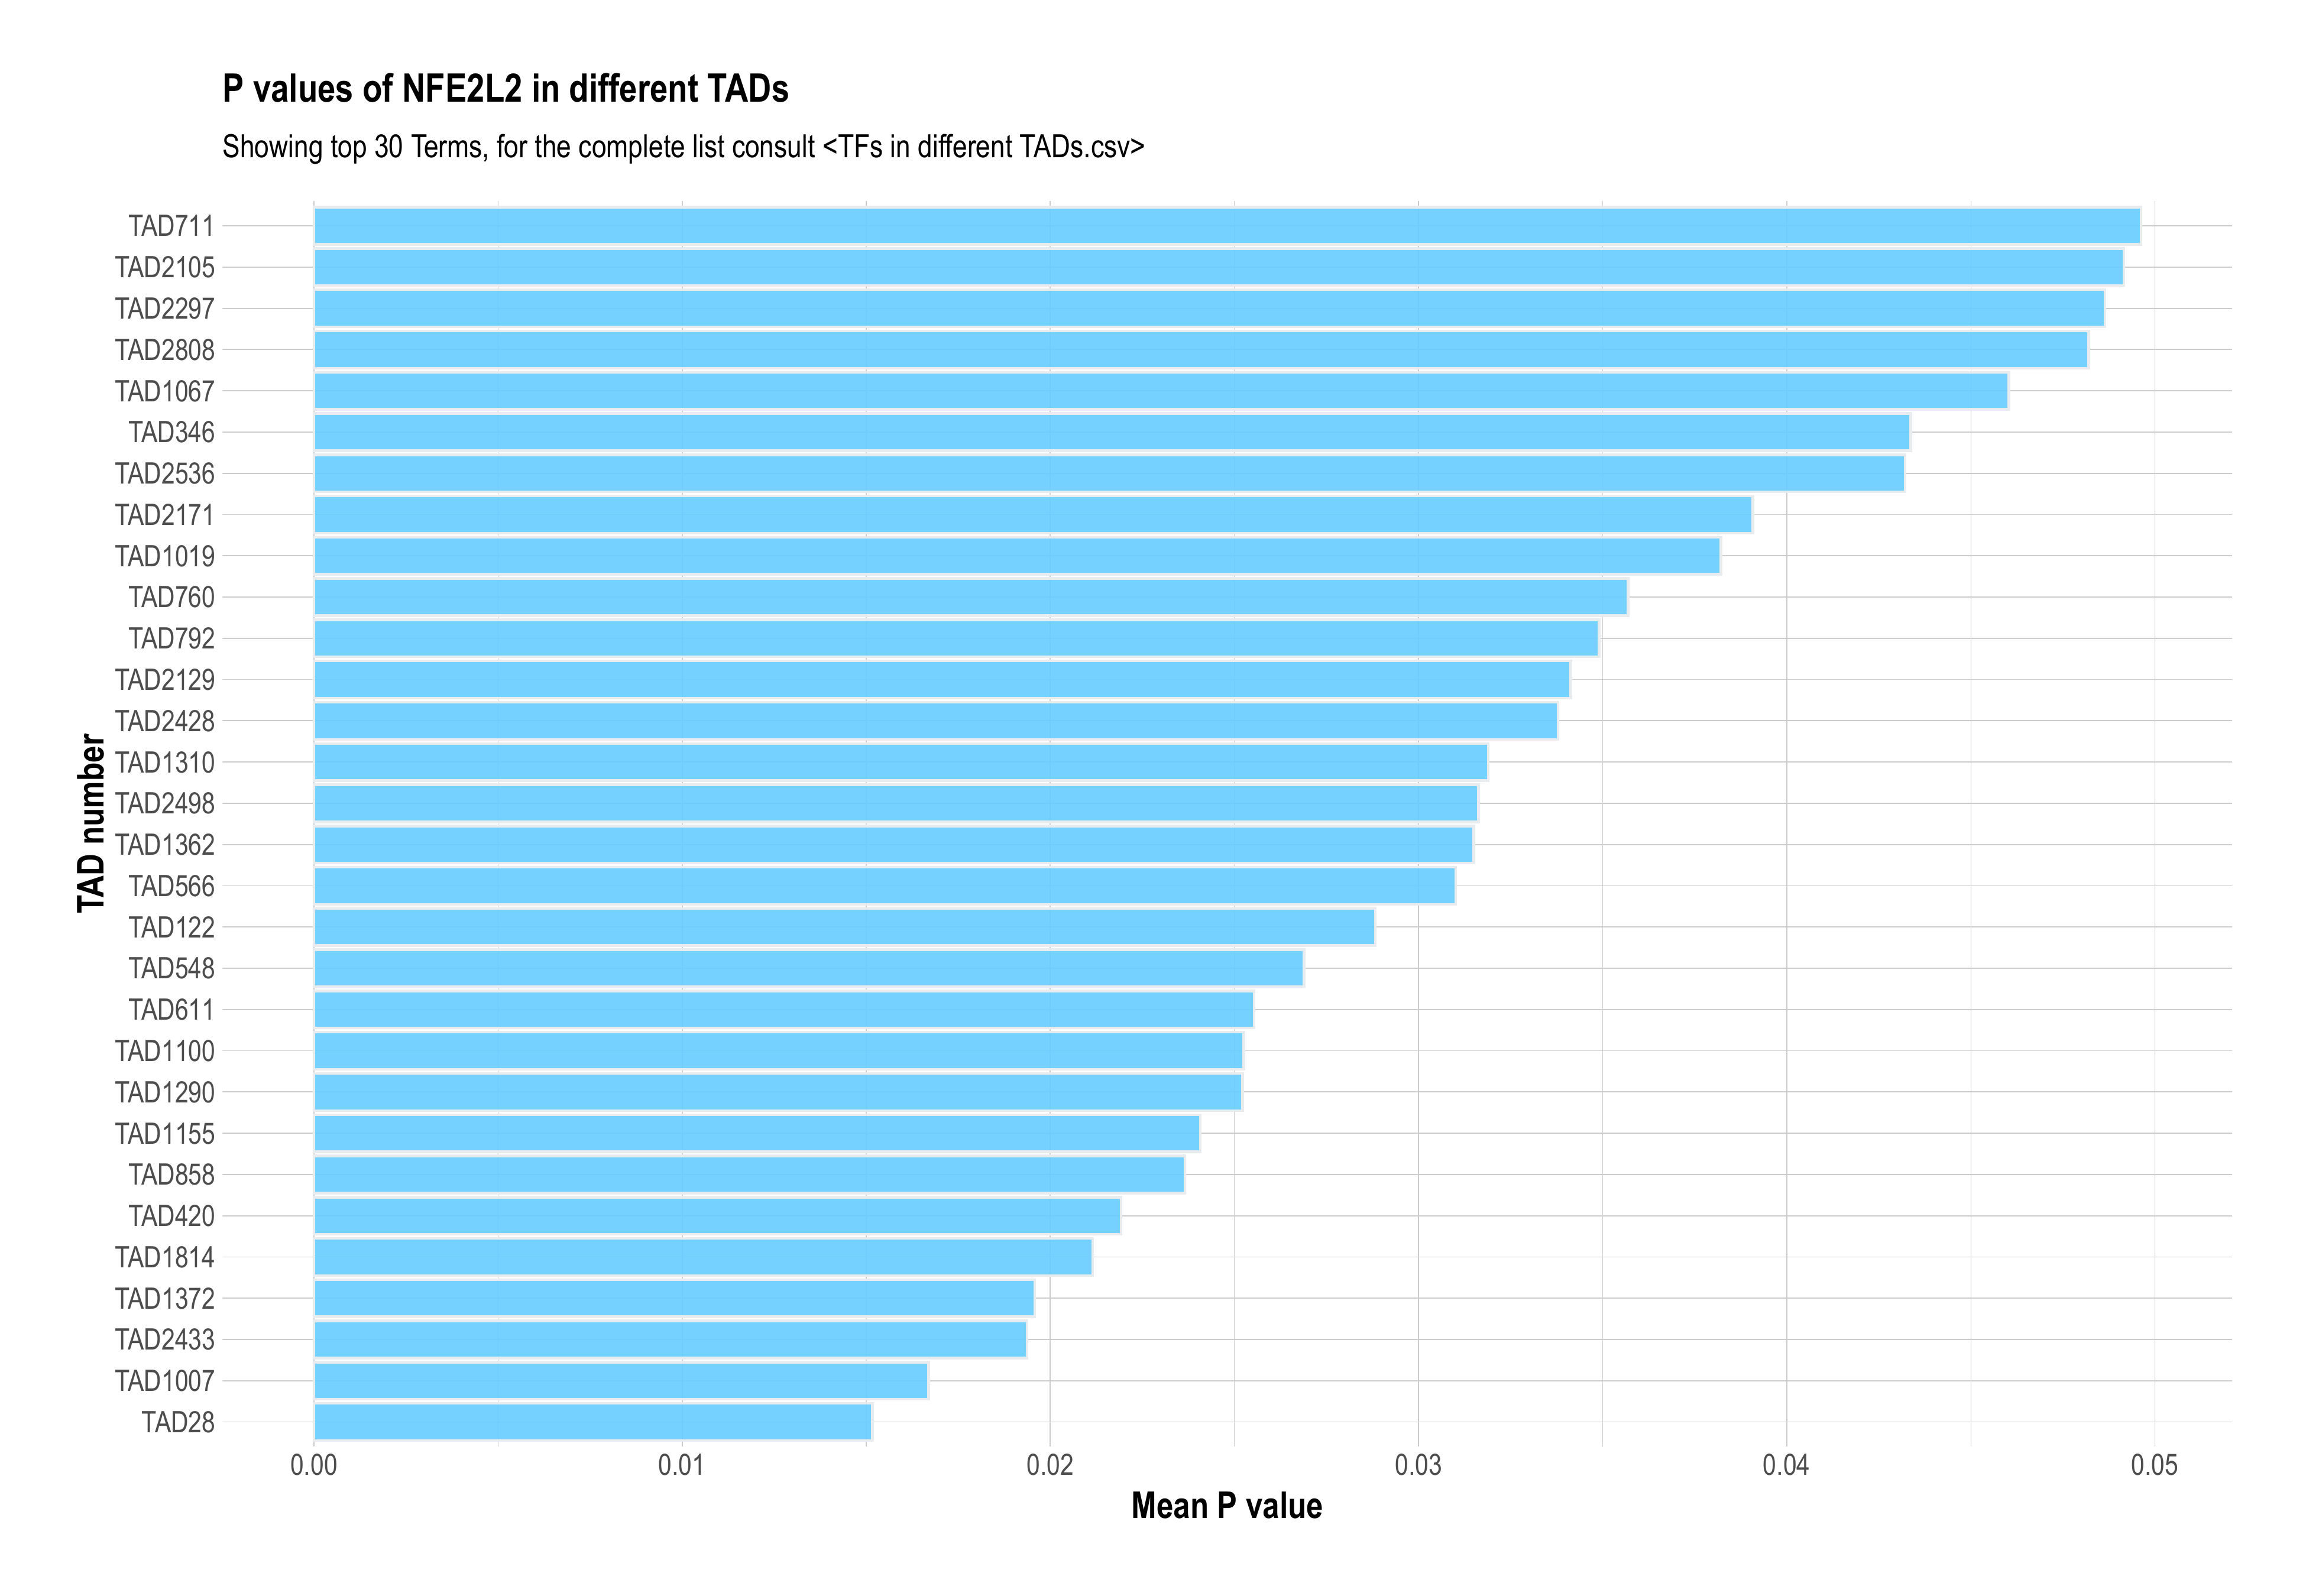 P values of NFE2L2 in different TADs
Showing top 30 Terms, for the complete list consult <TFs in different TADs.csv>
TAD number
TAD711
TAD2105
TAD2297
TAD2808
TAD1067
TAD346
TAD2536
TAD2171
TAD1019
TAD760
TAD792
TAD2129
TAD2428
TAD1310
TAD2498
TAD1362
TAD566
TAD122
TAD548
TAD611
TAD1100
TAD1290
TAD1155
TAD858
TAD420
TAD1814
TAD1372
TAD2433
TAD1007
TAD28
0.00 0.01 0.02 0.03 0.04 0.05
Mean P value